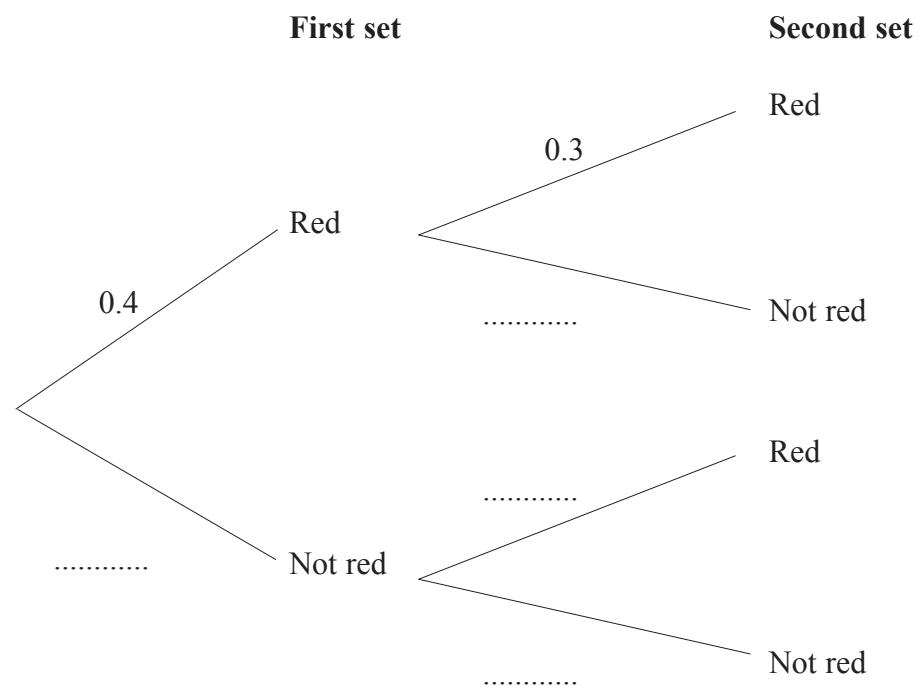 First set Second set
Red
0.3
Red
0.4
Not red
............
Red
............
Not red
............
Not red
............